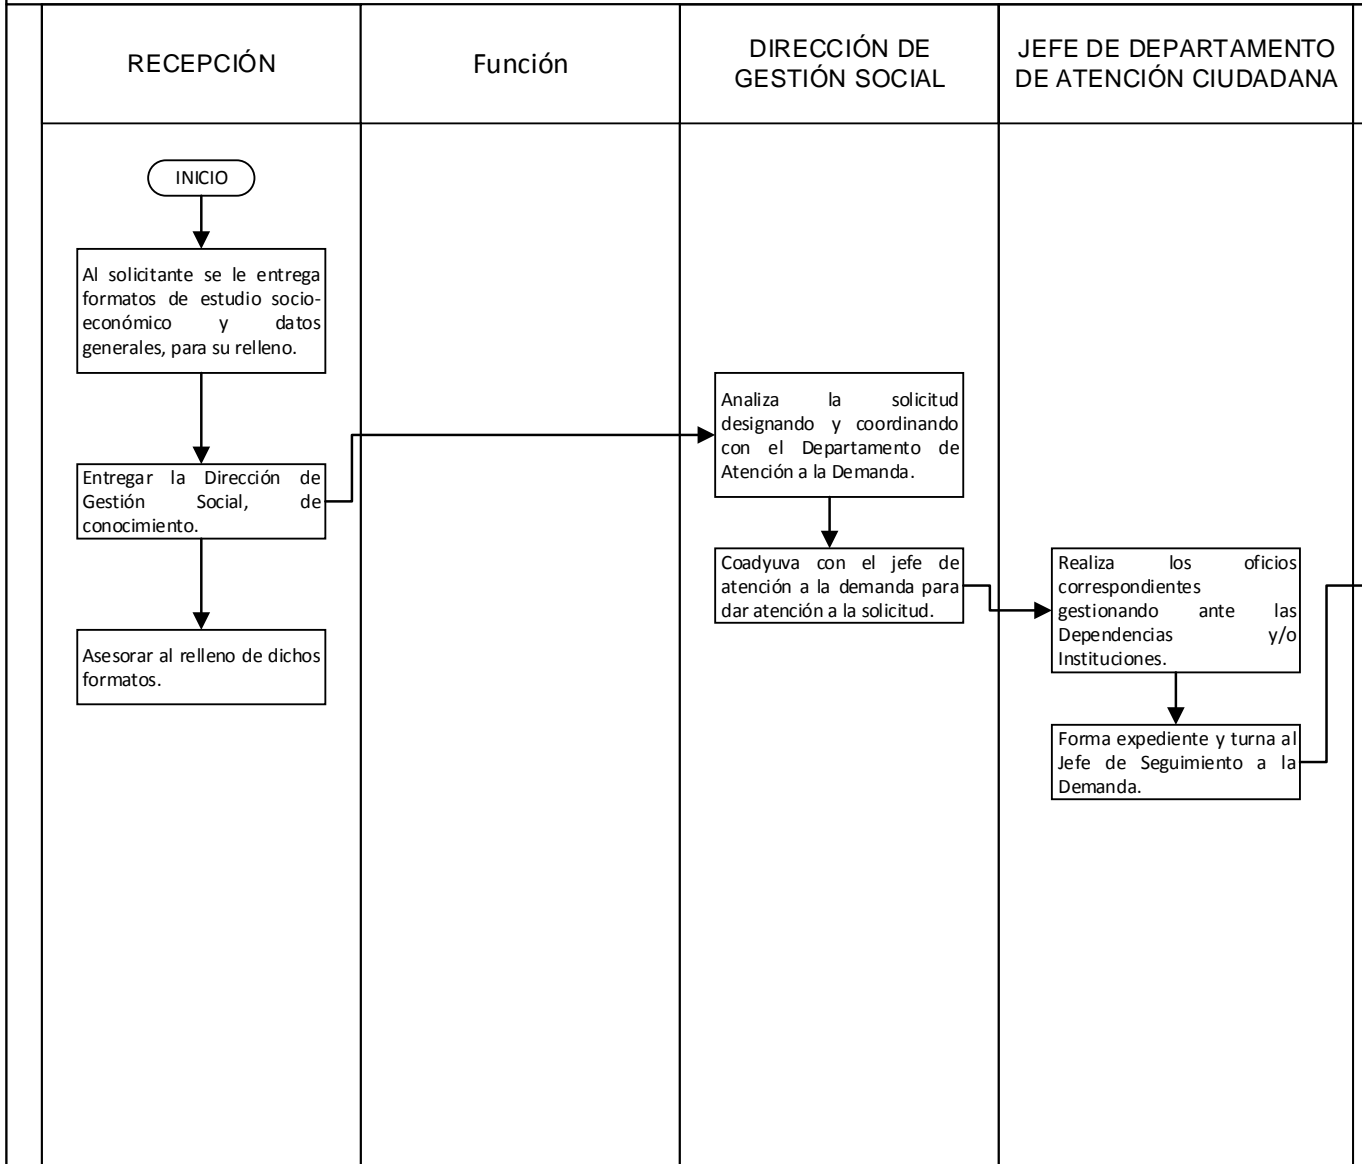 RECEPCIÓN
Función
DIRECCIÓN DE
GESTIÓN SOCIAL
JEFE DE DEPARTAMENTO
DE ATENCIÓN CIUDADANA
INICIO
Al solicitante se le entrega
formatos de estudio socio-
económico y datos
generales, para su relleno.
Entregar la Dirección de
Gestión Social, de
conocimiento.
Asesorar al relleno de dichos
formatos.
Analiza la solicitud
designando y coordinando
con el Departamento de
Atención a la Demanda.
Coadyuva con el jefe de
atención a la demanda para
dar atención a la solicitud.
Realiza los oficios
correspondientes
gestionando ante las
Dependencias y/o
Instituciones.
Forma expediente y turna al
Jefe de Seguimiento a la
Demanda.